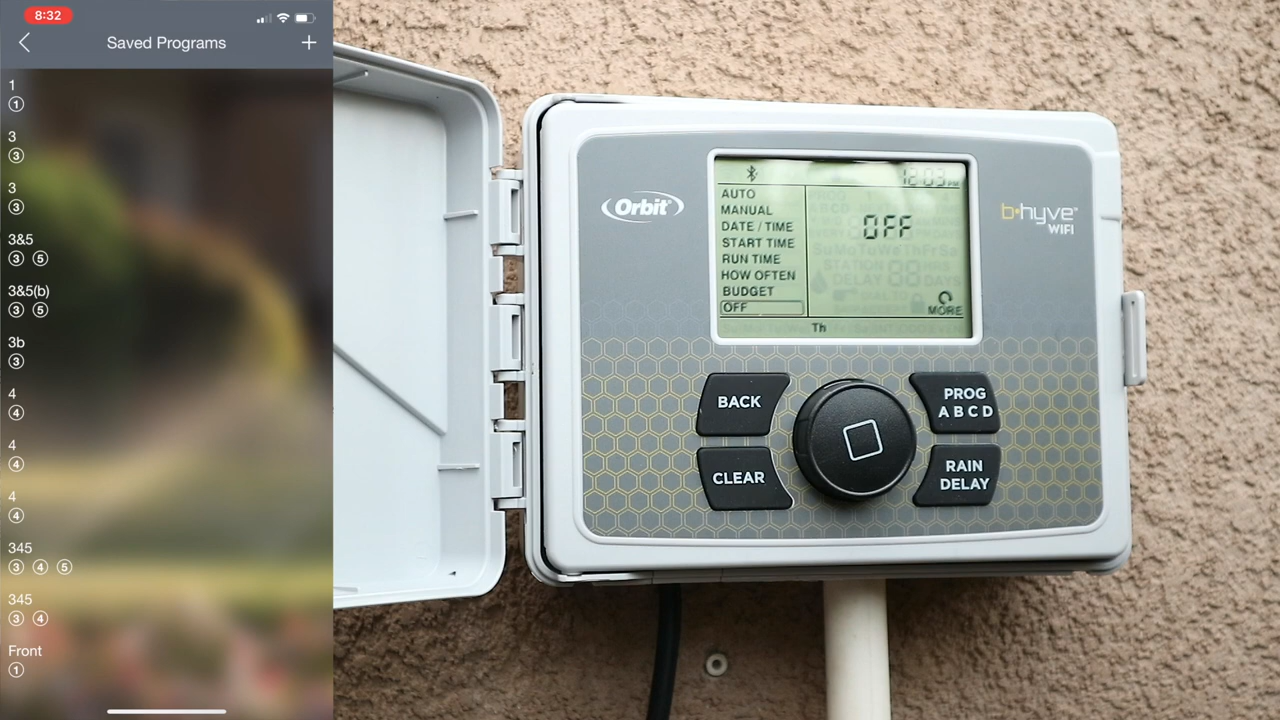 8:32
Saved Programs
1
1
3
3
3
3
3&5
3 5
3&5(b)
3 5
3b
3
4
4
4
4
4
4
345
3 4 5
345
3 4
Front
1
Orbit
b•hyve
WIFI
12:03 PM
AUTO
MANUAL
DATE / TIME
START TIME
RUN TIME
HOW OFTEN
BUDGET
OFF
OFF
MORE
Th
BACK
CLEAR
PROG
A B C D
RAIN
DELAY